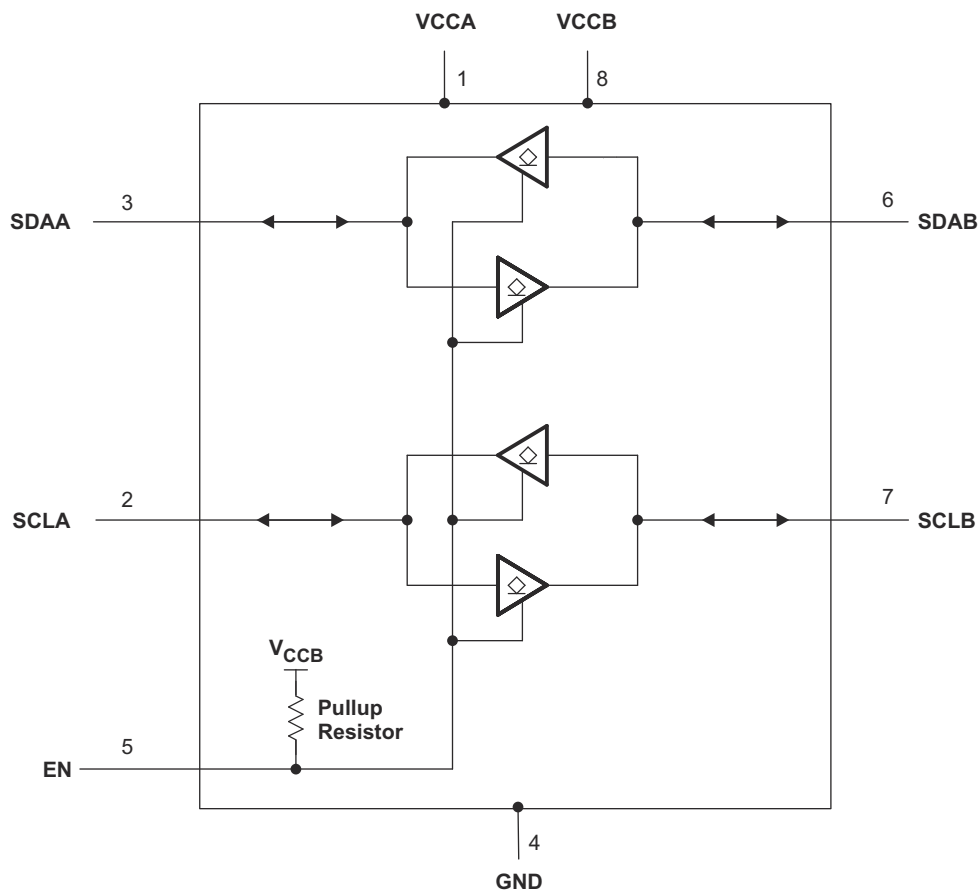 VCCA
VCCB
1
8
SDAA
3
6
SDAB
SCLA
2
7
SCLB
VCCB
Pullup
Resistor
EN
5
4
GND